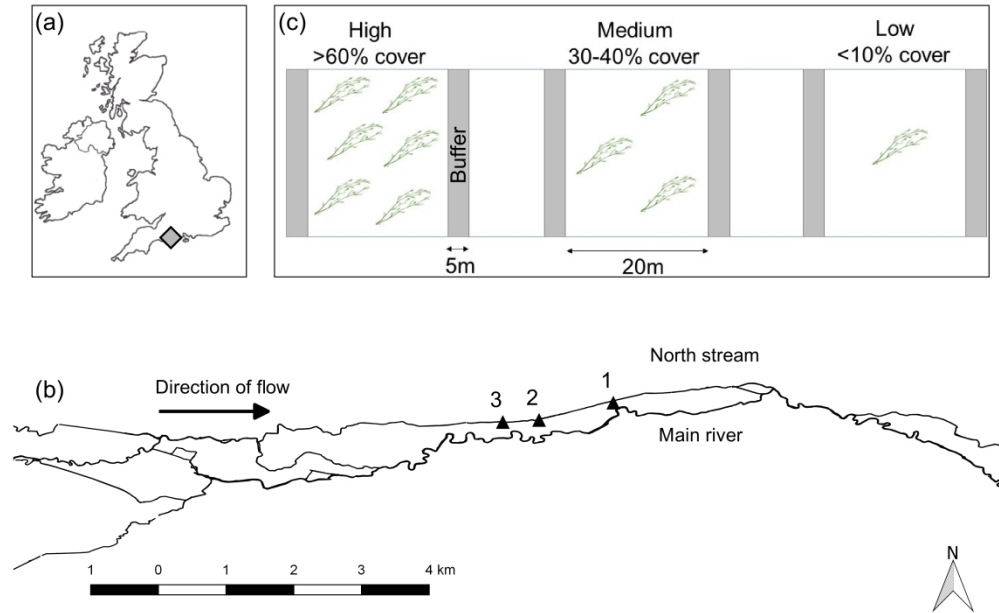 (a)
(c)
High
>60% cover
Medium
30-40% cover
Low
<10% cover
Buffer
5m
20m
(b)
Direction of flow
North stream
3
2
1
Main river
1 0 1 2 3 4 km
N